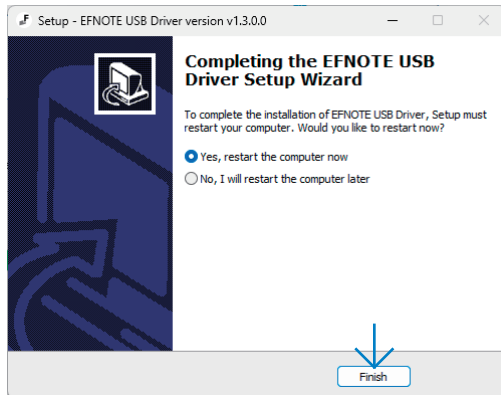 Setup - EFNOTE USB Driver version v1.3.0.0
Completing the EFNOTE USB
Driver Setup Wizard
To complete the installation of EFNOTE USB Driver, Setup must
restart your computer. Would you like to restart now?
Yes, restart the computer now
No, I will restart the computer later
Finish